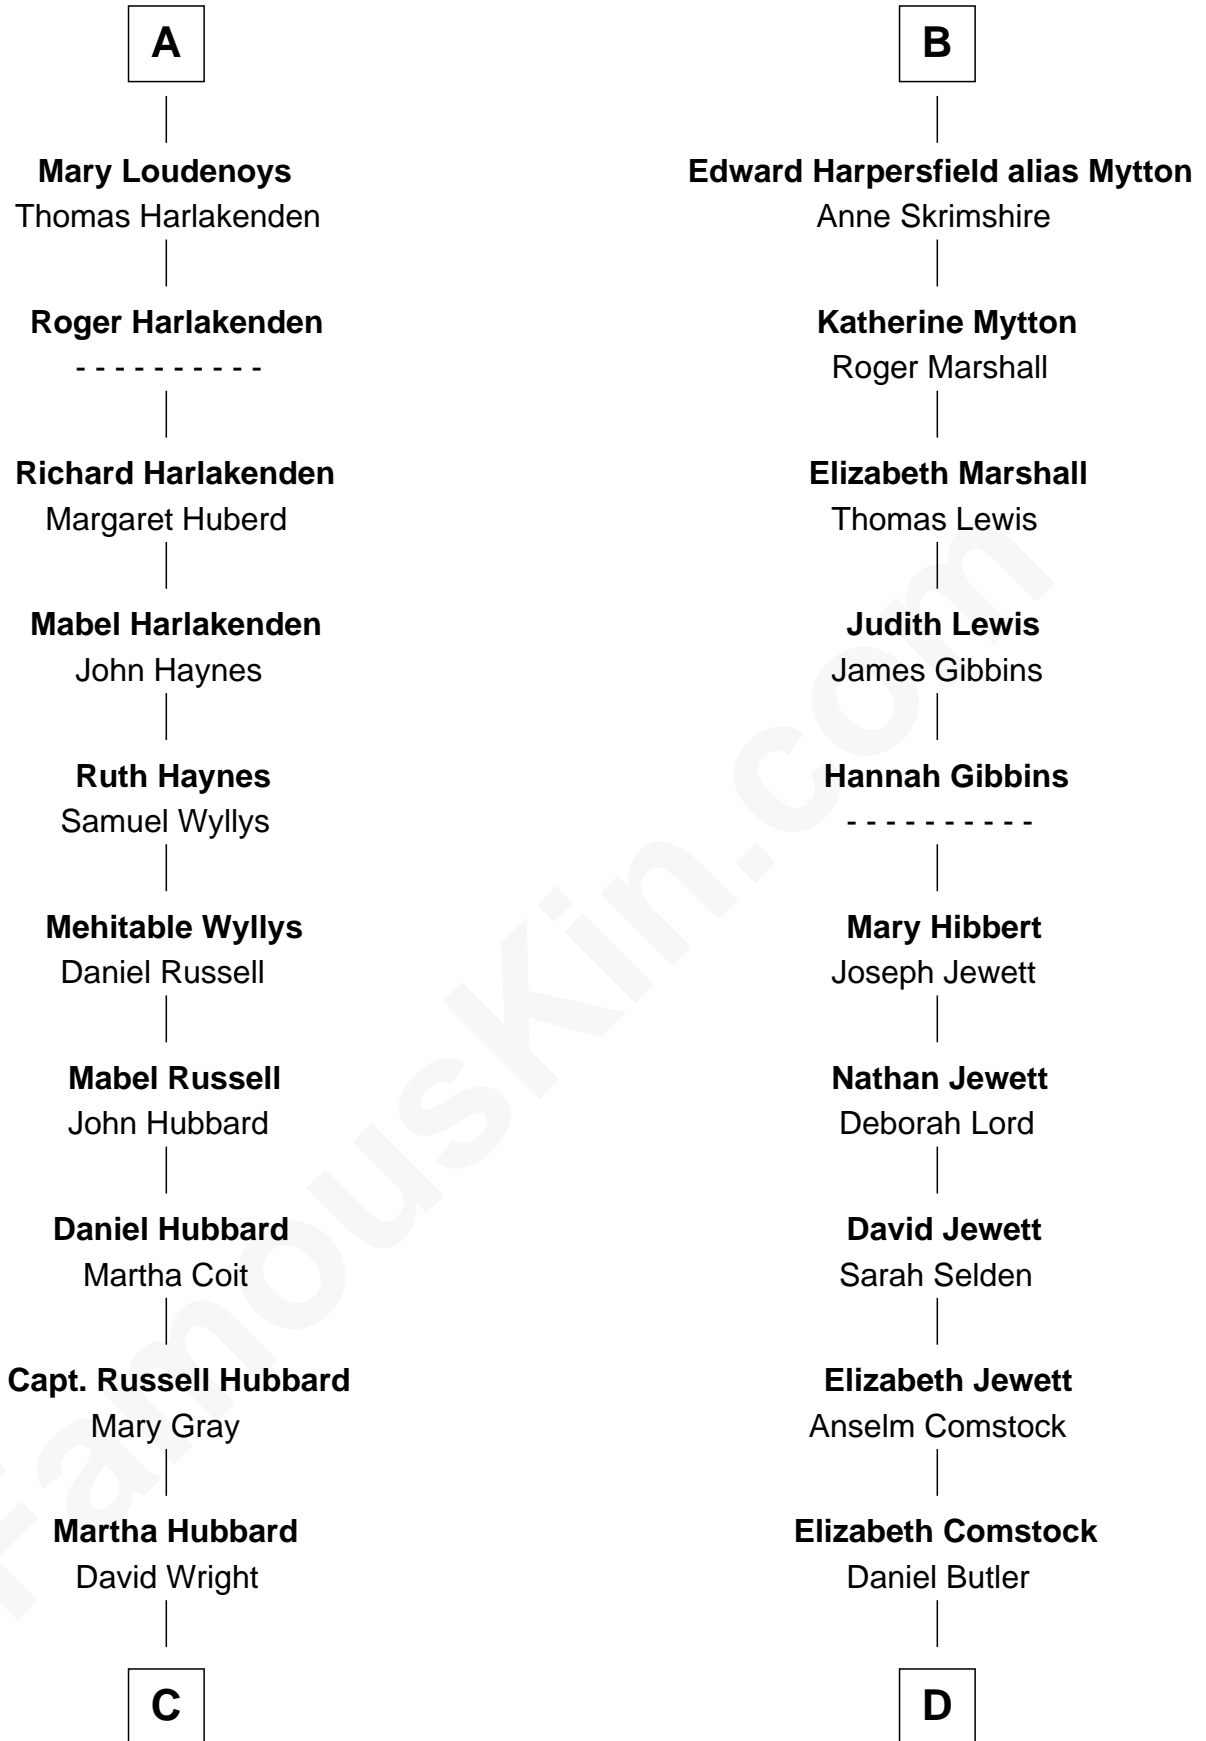 A
Mary Loudenoys
Thomas Harlakenden
Roger Harlakenden
- - - - - - - - - -
Richard Harlakenden
Margaret Huberd
Mabel Harlakenden
John Haynes
Ruth Haynes
Samuel Wyllys
Mehitable Wyllys
Daniel Russell
Mabel Russell
John Hubbard
Daniel Hubbard
Martha Coit
Capt. Russell Hubbard
Mary Gray
Martha Hubbard
David Wright
C
B
Edward Harpersfield alias Mytton
Anne Skrimshire
Katherine Mytton
Roger Marshall
Elizabeth Marshall
Thomas Lewis
Judith Lewis
James Gibbins
Hannah Gibbins
- - - - - - - - - -
Mary Hibbert
Joseph Jewett
Nathan Jewett
Deborah Lord
David Jewett
Sarah Selden
Elizabeth Jewett
Anselm Comstock
Elizabeth Comstock
Daniel Butler
D
FamousKin.com